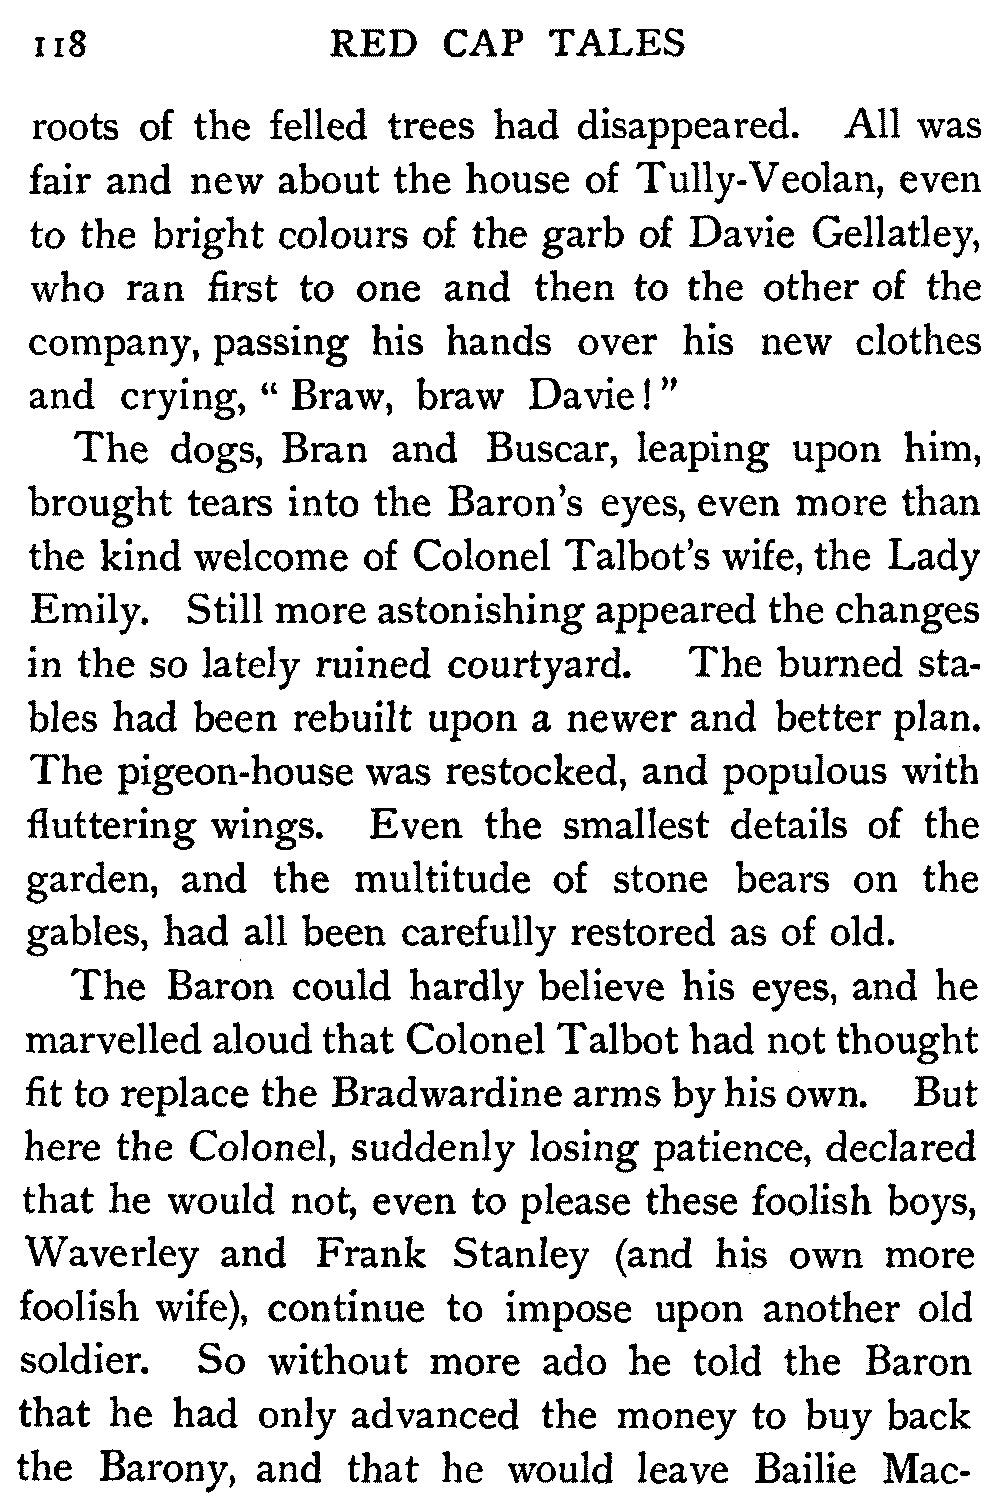 118 RED CAP TALES
roots of the felled trees had disappeared. All was
fair and new about the house of Tully-Veolan, even
to the bright colours of the garb of Davie Gellatley,
who ran first to one and then to the other of the
company, passing his hands over his new clothes
and crying, “ Braw, braw Davie! ”
The dogs, Bran and Buscar, leaping upon him,
brought tears into the Baron's eyes, even more than
the kind welcome of Colonel Talbot's wife, the Lady
Emily. Still more astonishing appeared the changes
in the so lately ruined courtyard. The burned sta-
bles had been rebuilt upon a newer and better plan.
The pigeon-house was restocked, and populous with
fluttering wings. Even the smallest details of the
garden, and the multitude of stone bears on the
gables, had all been carefully restored as of old.
The Baron could hardly believe his eyes, and he
marvelled aloud that Colonel Talbot had not thought
fit to replace the Bradwardine arms by his own. But
here the Colonel, suddenly losing patience, declared
that he would not, even to please these foolish boys,
Waverley and Frank Stanley (and his own more
foolish wife), continue to impose upon another old
soldier. So without more ado he told the Baron
that he had only advanced the money to buy back
the Barony, and that he would leave Bailie Mac-